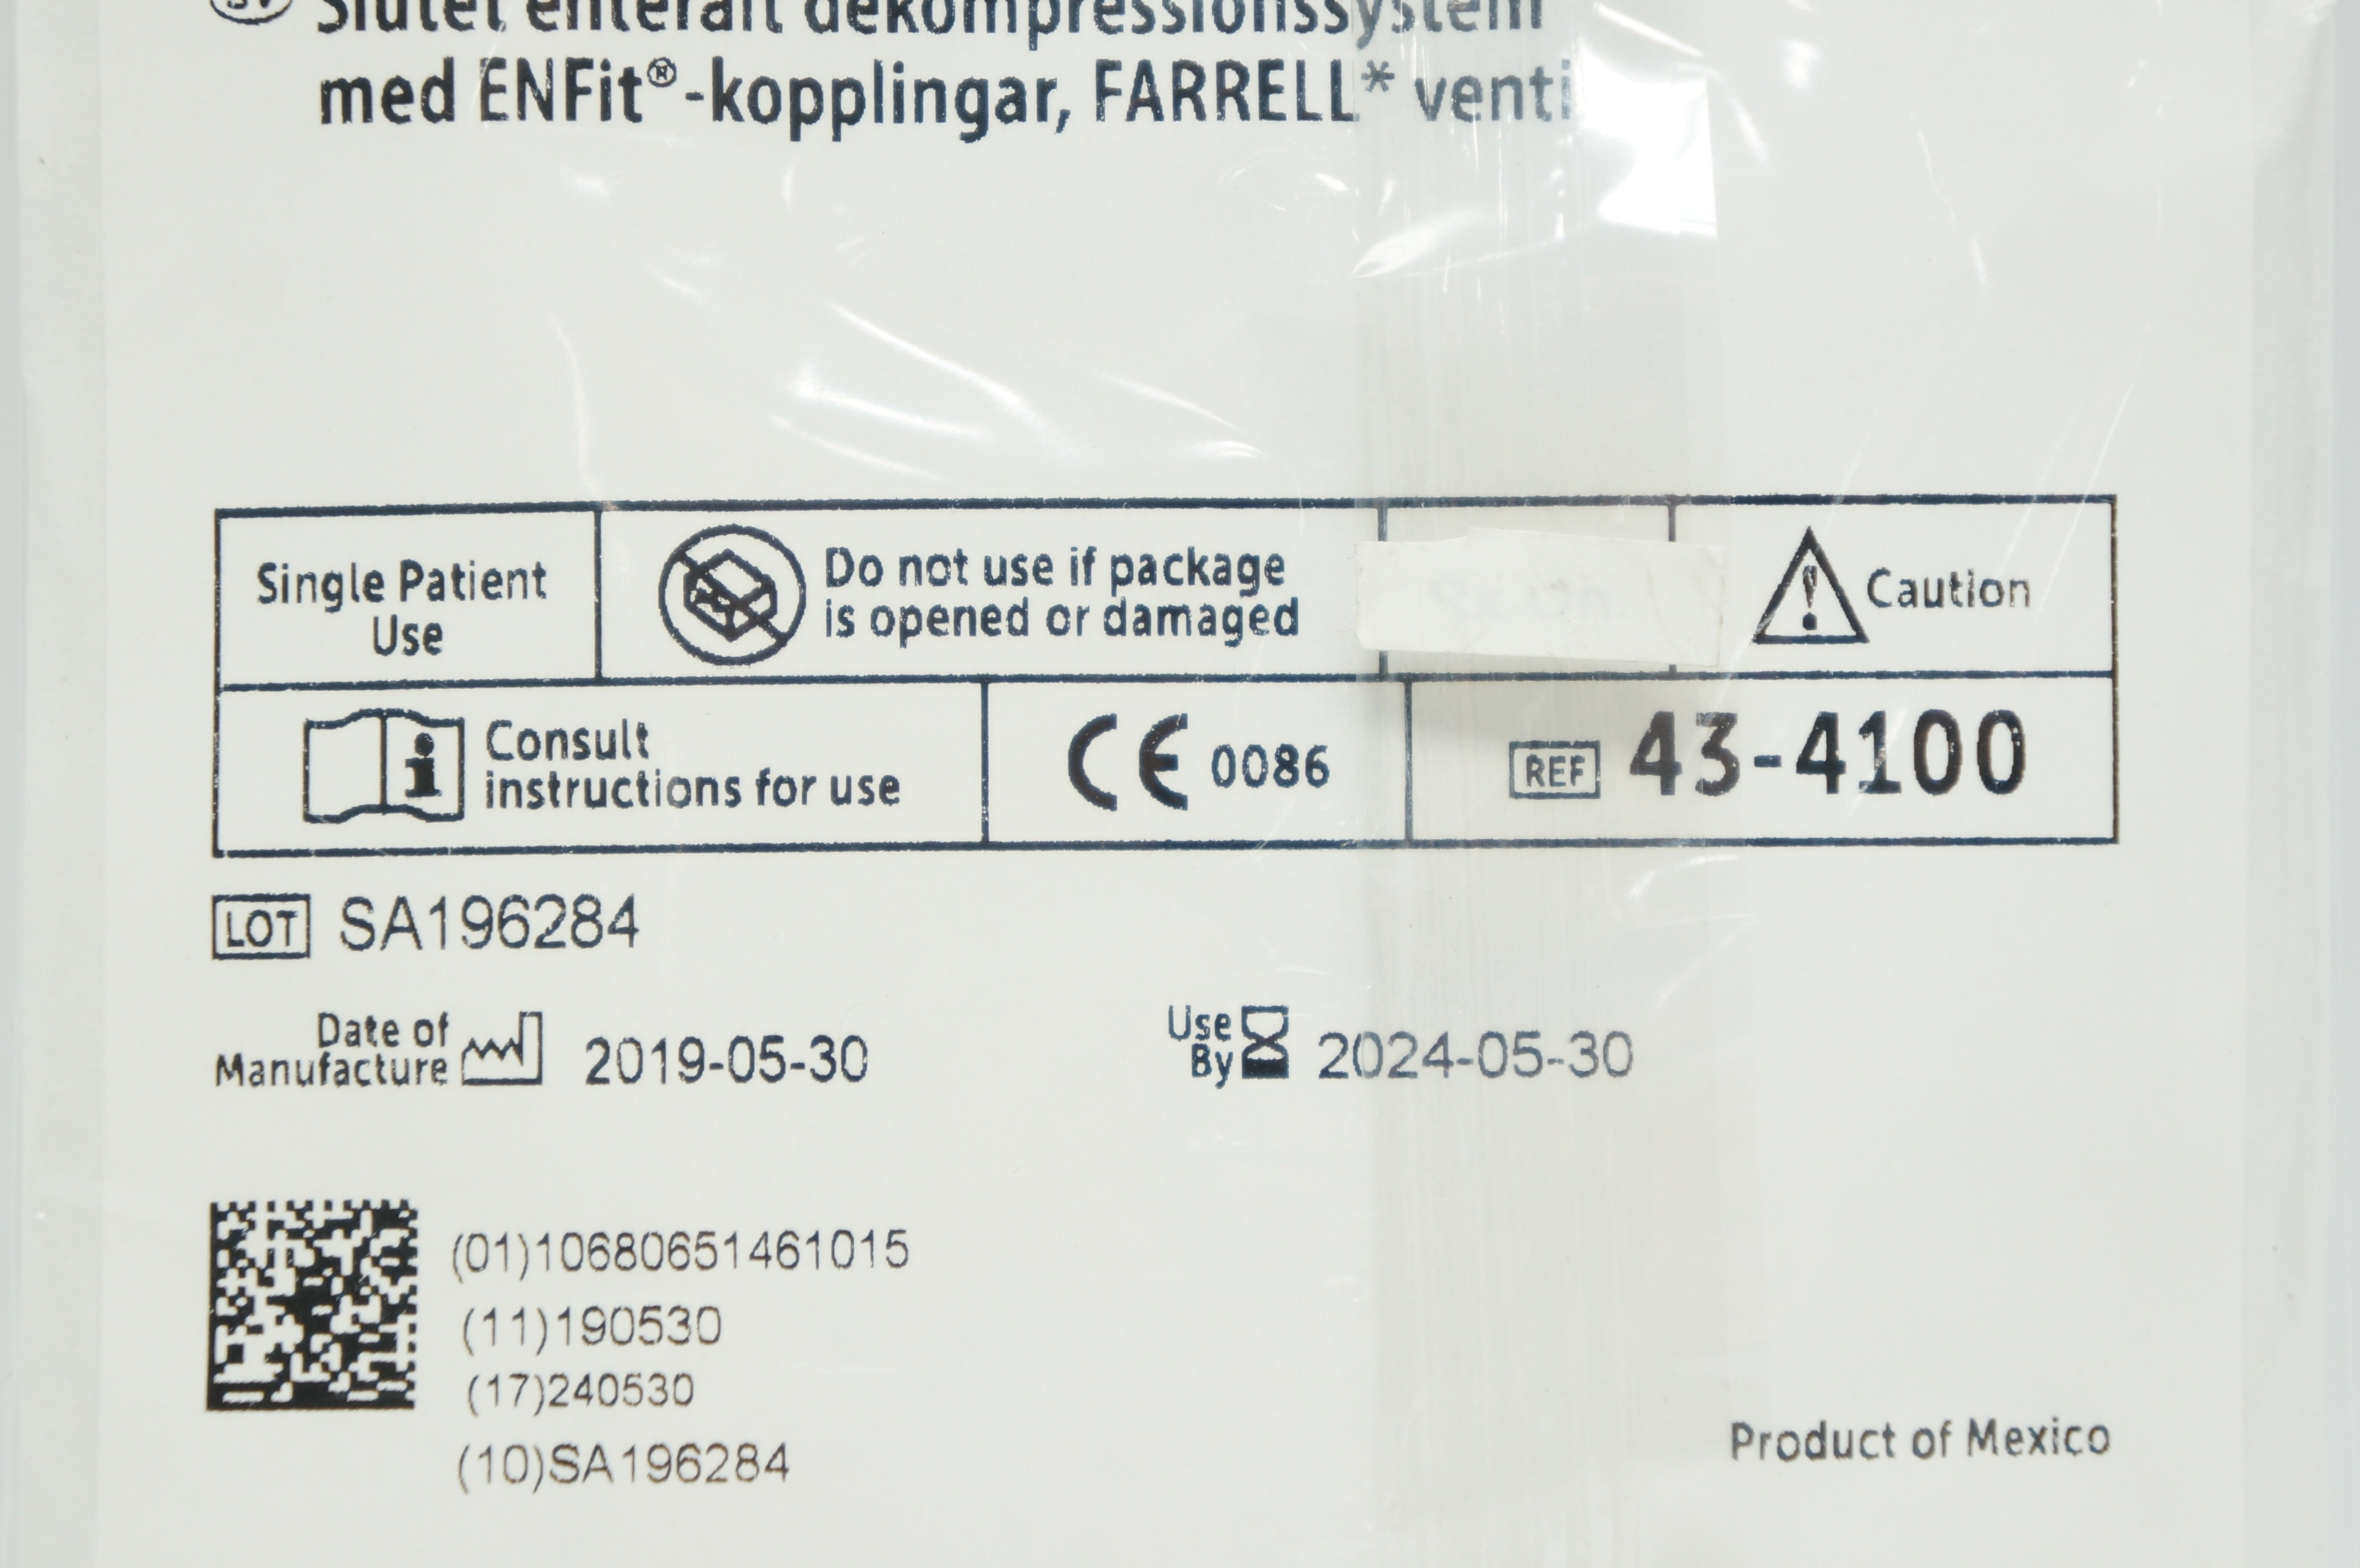 SV Slutet enteralt dekompressionssystem
med ENFit®-kopplingar, FARRELL* venti
Single Patient
Use
Do not use if package
is opened or damaged
Caution
Consult
instructions for use
CE 0086
REF 43-4100
LOT SA196284
Date of
Manufacture 2019-05-30
Use
By 2024-05-30
(01)10680651461015
(11)190530
(17)240530
(10)SA196284
Product of Mexico